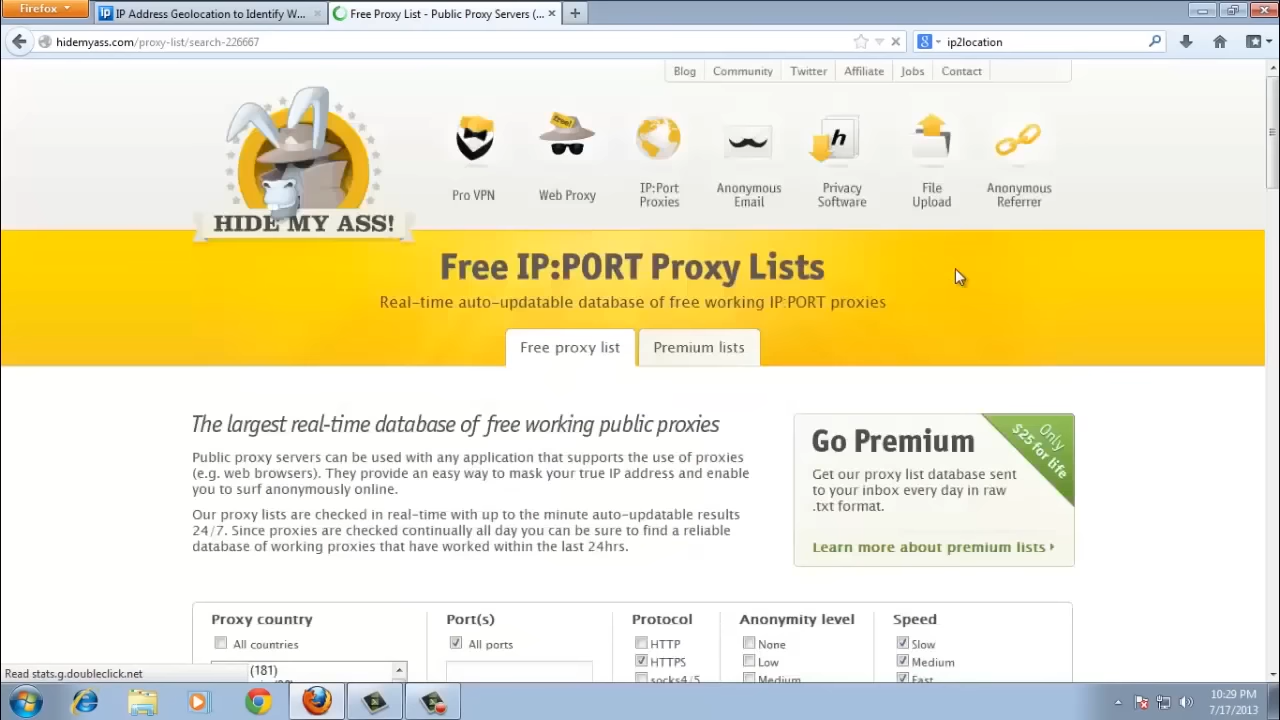 Firefox
IP Address Geolocation to Identify W...
Free Proxy List - Public Proxy Servers (...
hidemyass.com/proxy-list/search-226667
ip2location
Blog
Community
Twitter
Affiliate
Jobs
Contact
free!
h
Pro VPN
Web Proxy
IP:Port
Proxies
Anonymous
Email
Privacy
Software
File
Upload
Anonymous
Referrer
HIDE MY ASS!
Free IP:PORT Proxy Lists
Real-time auto-updatable database of free working IP:PORT proxies
Free proxy list
Premium lists
The largest real-time database of free working public proxies
Public proxy servers can be used with any application that supports the use of proxies
(e.g. web browsers). They provide an easy way to mask your true IP address and enable
you to surf anonymously online.
Our proxy lists are checked in real-time with up to the minute auto-updatable results
24/7. Since proxies are checked continually all day you can be sure to find a reliable
database of working proxies that have worked within the last 24hrs.
Go Premium
Only
$25 for life
Get our proxy list database sent
to your inbox every day in raw
.txt format.
Learn more about premium lists
Proxy country
All countries
(181)
Port(s)
All ports
Protocol
HTTP
HTTPS
socks4/5
Anonymity level
None
Low
Medium
Speed
Slow
Medium
Fast
Read stats.g.doubleclick.net
10:29 PM
7/17/2013